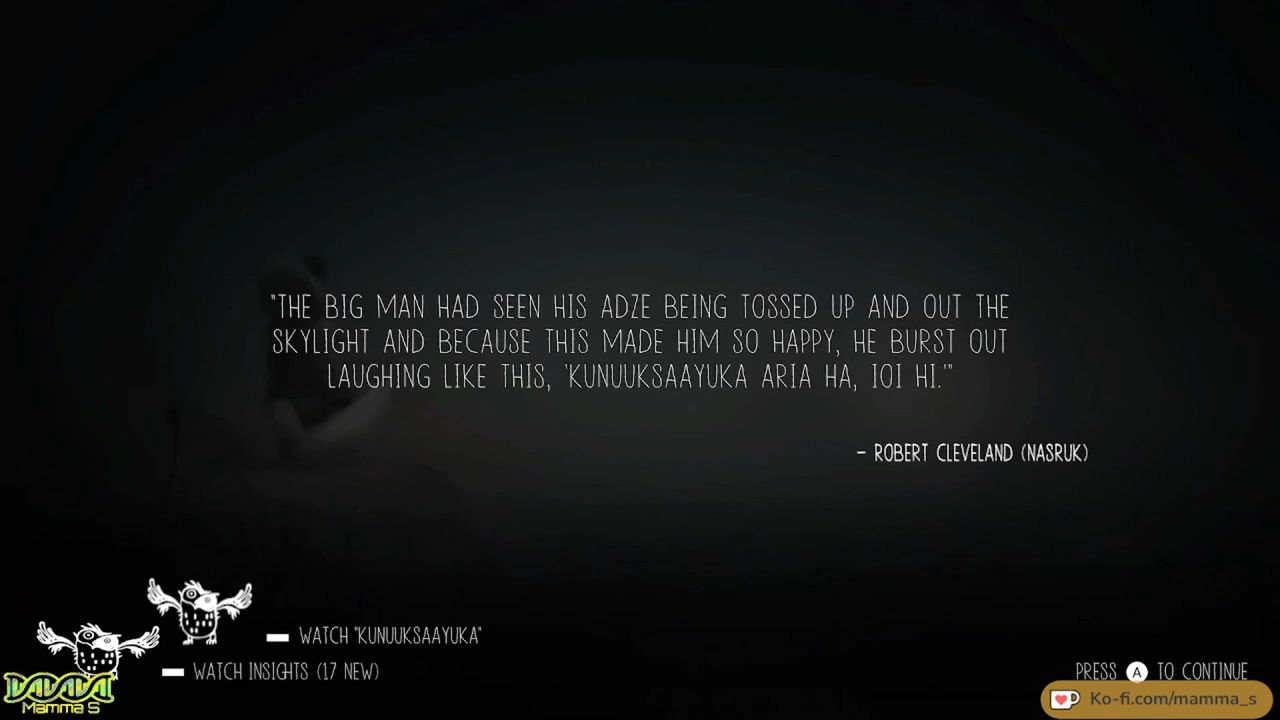 "THE BIG MAN HAD SEEN HIS ADZE BEING TOSSED UP AND OUT THE
SKYLIGHT AND BECAUSE THIS MADE HIM SO HAPPY, HE BURST OUT
LAUGHING LIKE THIS, 'KUNUUKSAAYUKA ARIA HA, IOI HI.'"
- ROBERT CLEVELAND (NASRUK)
WATCH "KUNUUKSAAYUKA"
WATCH INSIGHTS (17 NEW)
PRESS A TO CONTINUE
Mamma S
Ko-fi.com/mamma_s